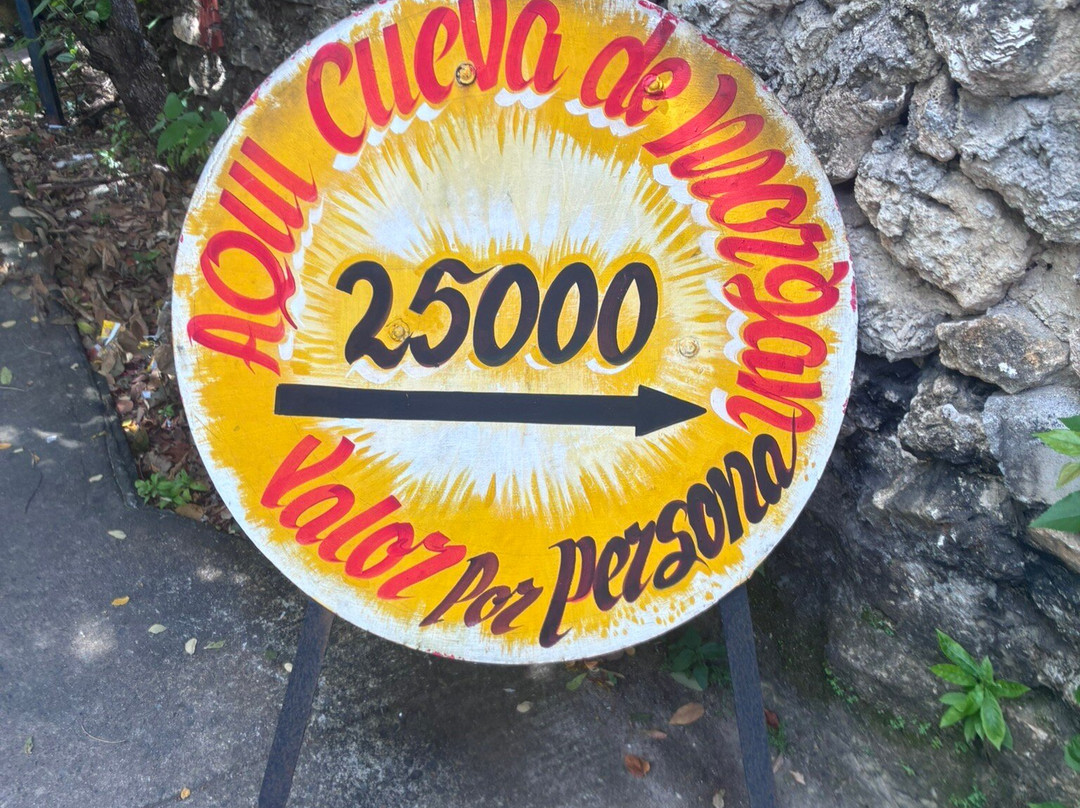 AQUI Cueva de Morgan
25000
Valor Por Persona